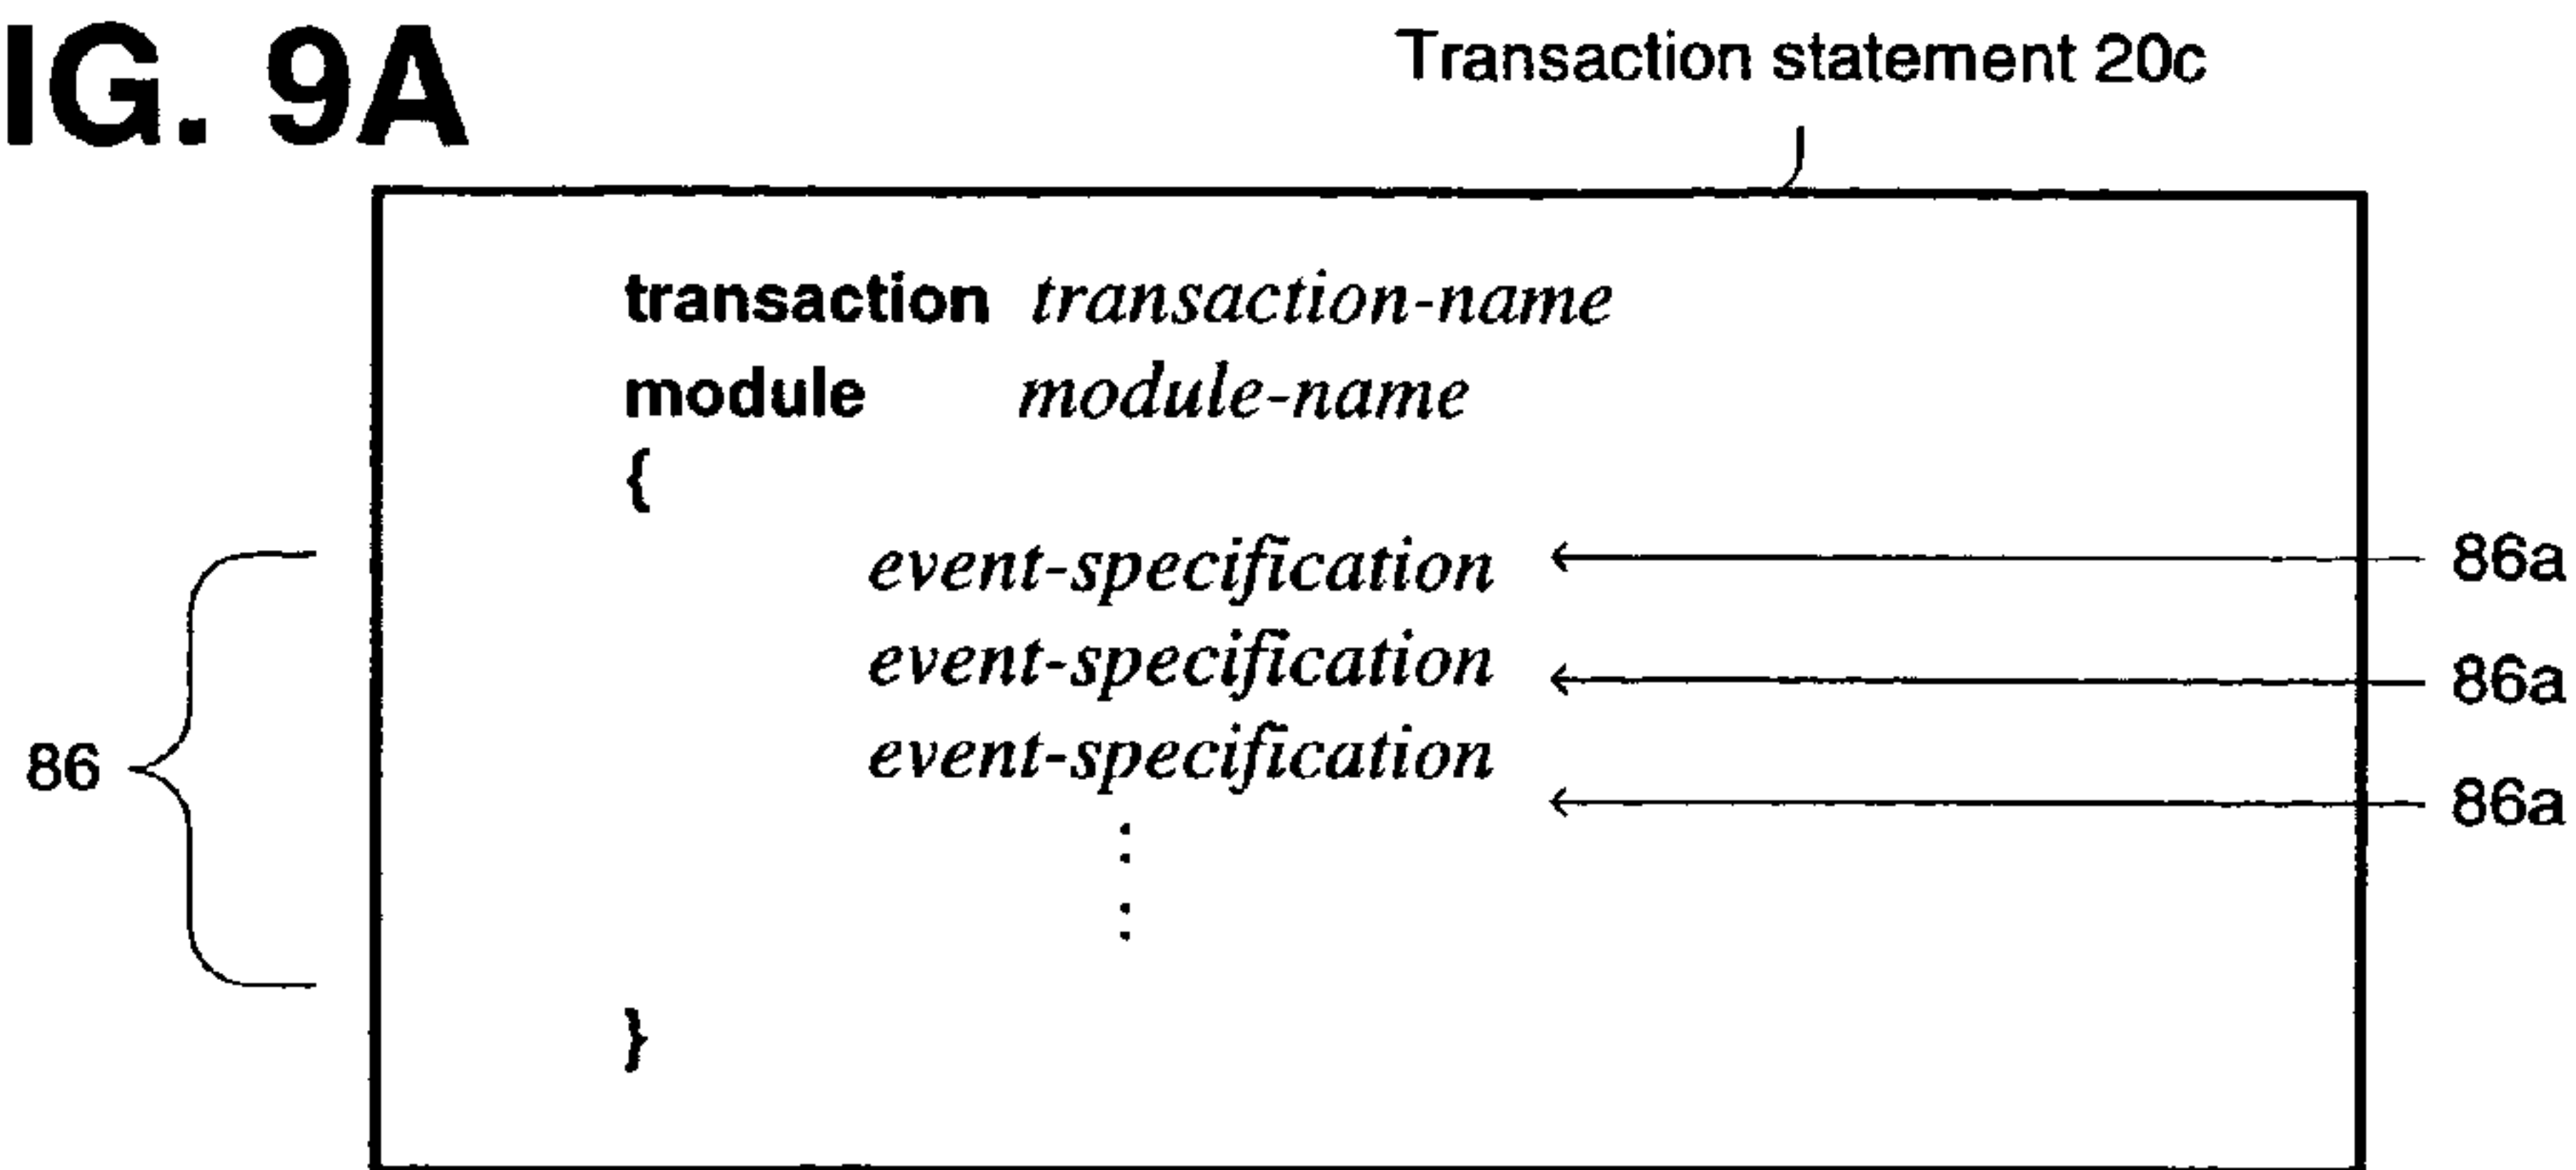 IG. 9A
Transaction statement 20c
transaction transaction-name
module module-name
{
event-specification 86a
event-specification 86a
event-specification
86 86a
}